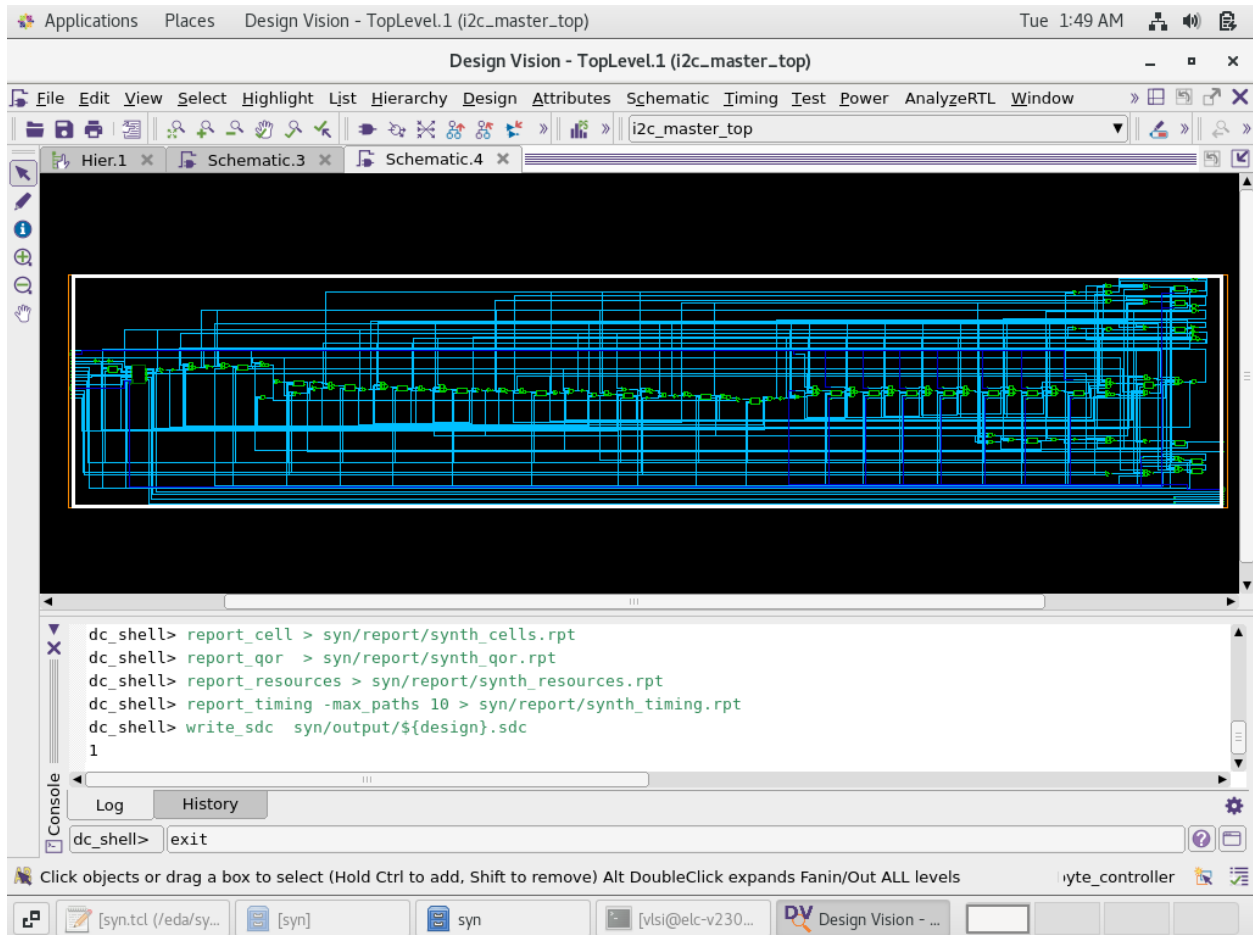 Applications Places Design Vision - TopLevel.1 (i2c_master_top) Tue 1:49 AM
Design Vision - TopLevel.1 (i2c_master_top)
File Edit View Select Highlight List Hierarchy Design Attributes Schematic Timing Test Power AnalyzeRTL Window »
» » i2c_master_top » »
Hier.1 Schematic.3 Schematic.4
dc_shell> report_cell > syn/report/synth_cells.rpt
dc_shell> report_qor  > syn/report/synth_qor.rpt
dc_shell> report_resources > syn/report/synth_resources.rpt
dc_shell> report_timing -max_paths 10 > syn/report/synth_timing.rpt
dc_shell> write_sdc  syn/output/${design}.sdc
1
Console
Log History
dc_shell> exit
Click objects or drag a box to select (Hold Ctrl to add, Shift to remove) Alt DoubleClick expands Fanin/Out ALL levels yte_controller
[syn.tcl (/eda/sy... [syn] syn [vlsi@elc-v230... DV Design Vision - ...